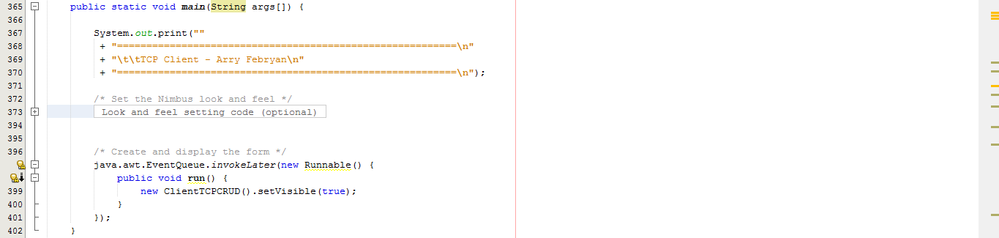 365 public static void main(String args[]) {
366
367 System.out.print(""
368 + "==========================================================\n"
369 + "\t\tTCP Client - Arry Febryan\n"
370 + "==========================================================\n");
371
372 /* Set the Nimbus look and feel */
373 Look and feel setting code (optional)
394
395
396 /* Create and display the form */
java.awt.EventQueue.invokeLater(new Runnable() {
public void run() {
399 new ClientTCPCRUD().setVisible(true);
400 }
401 });
402 }